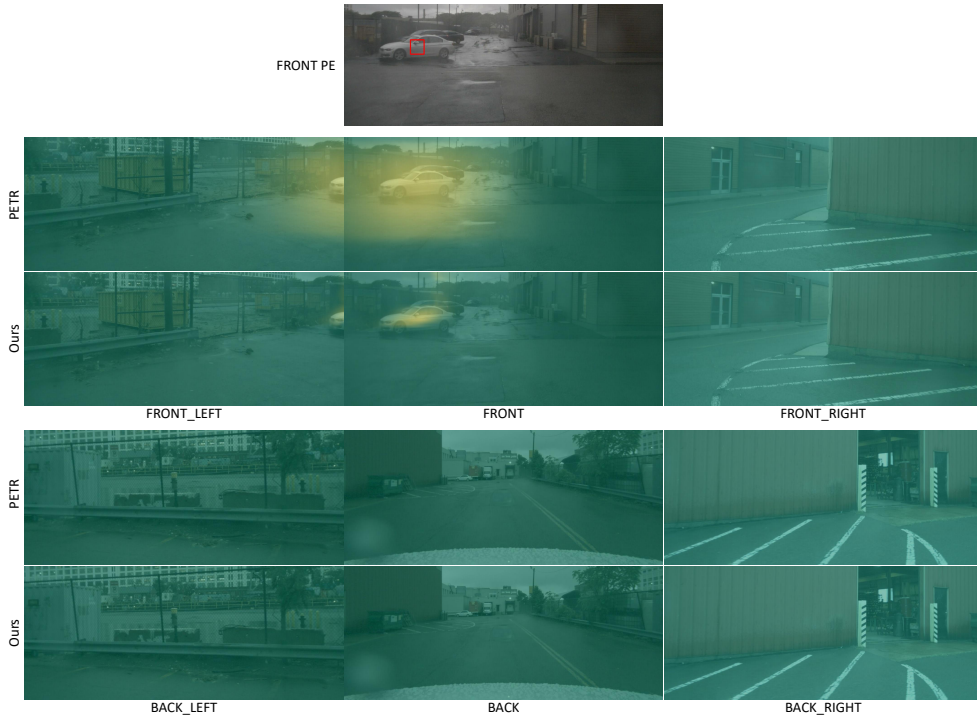 FRONT PE
PETR
Ours
FRONT_LEFT
FRONT
FRONT_RIGHT
PETR
Ours
BACK_LEFT
BACK
BACK_RIGHT